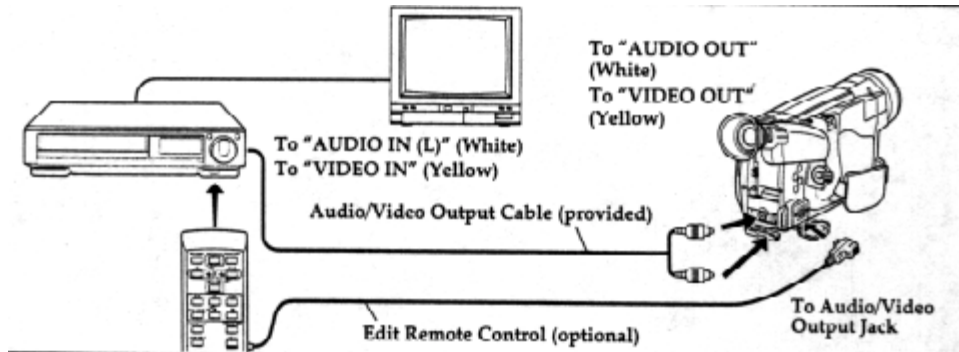 To "AUDIO OUT"
(White)
To "VIDEO OUT"
(Yellow)
To "AUDIO IN (L)" (White)
To "VIDEO IN" (Yellow)
Audio/Video Output Cable (provided)
To Audio/Video
Output Jack
Edit Remote Control (optional)